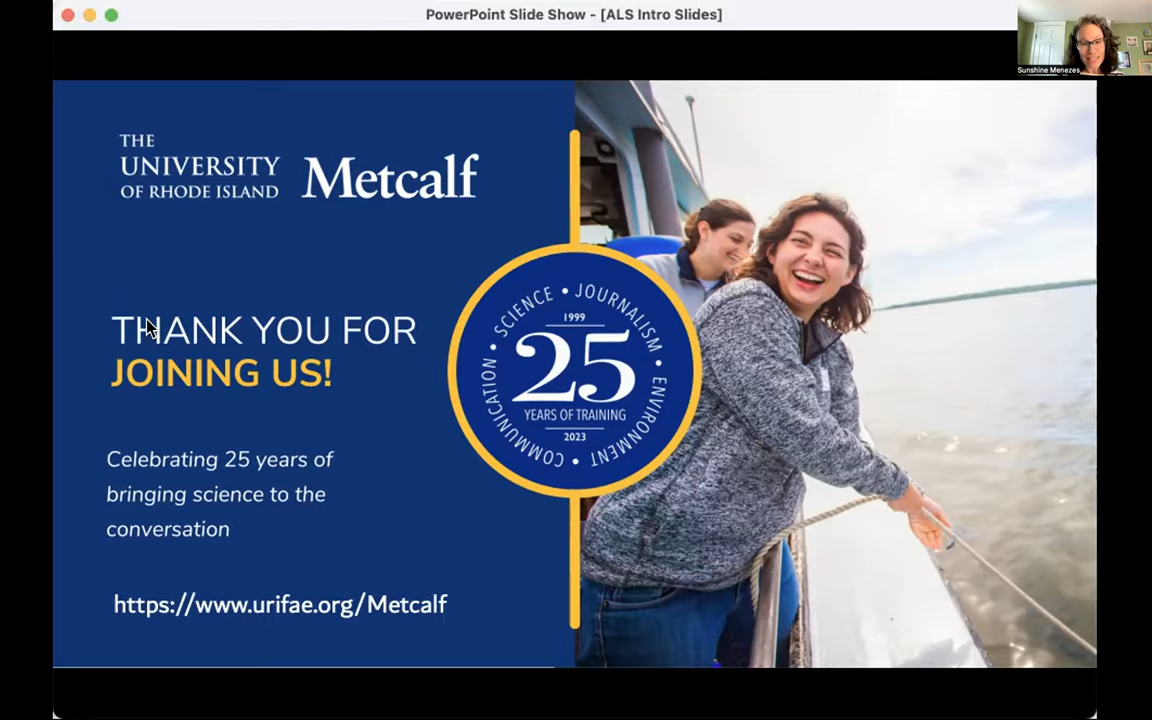 PowerPoint Slide Show - [ALS Intro Slides]
Sunshine Menezes
THE
UNIVERSITY
OF RHODE ISLAND
Metcalf
THANK YOU FOR
JOINING US!
Celebrating 25 years of
bringing science to the
conversation
https://www.urifae.org/Metcalf
SCIENCE • JOURNALISM • ENVIRONMENT • COMMUNICATION •
1999
25
YEARS OF TRAINING
2023